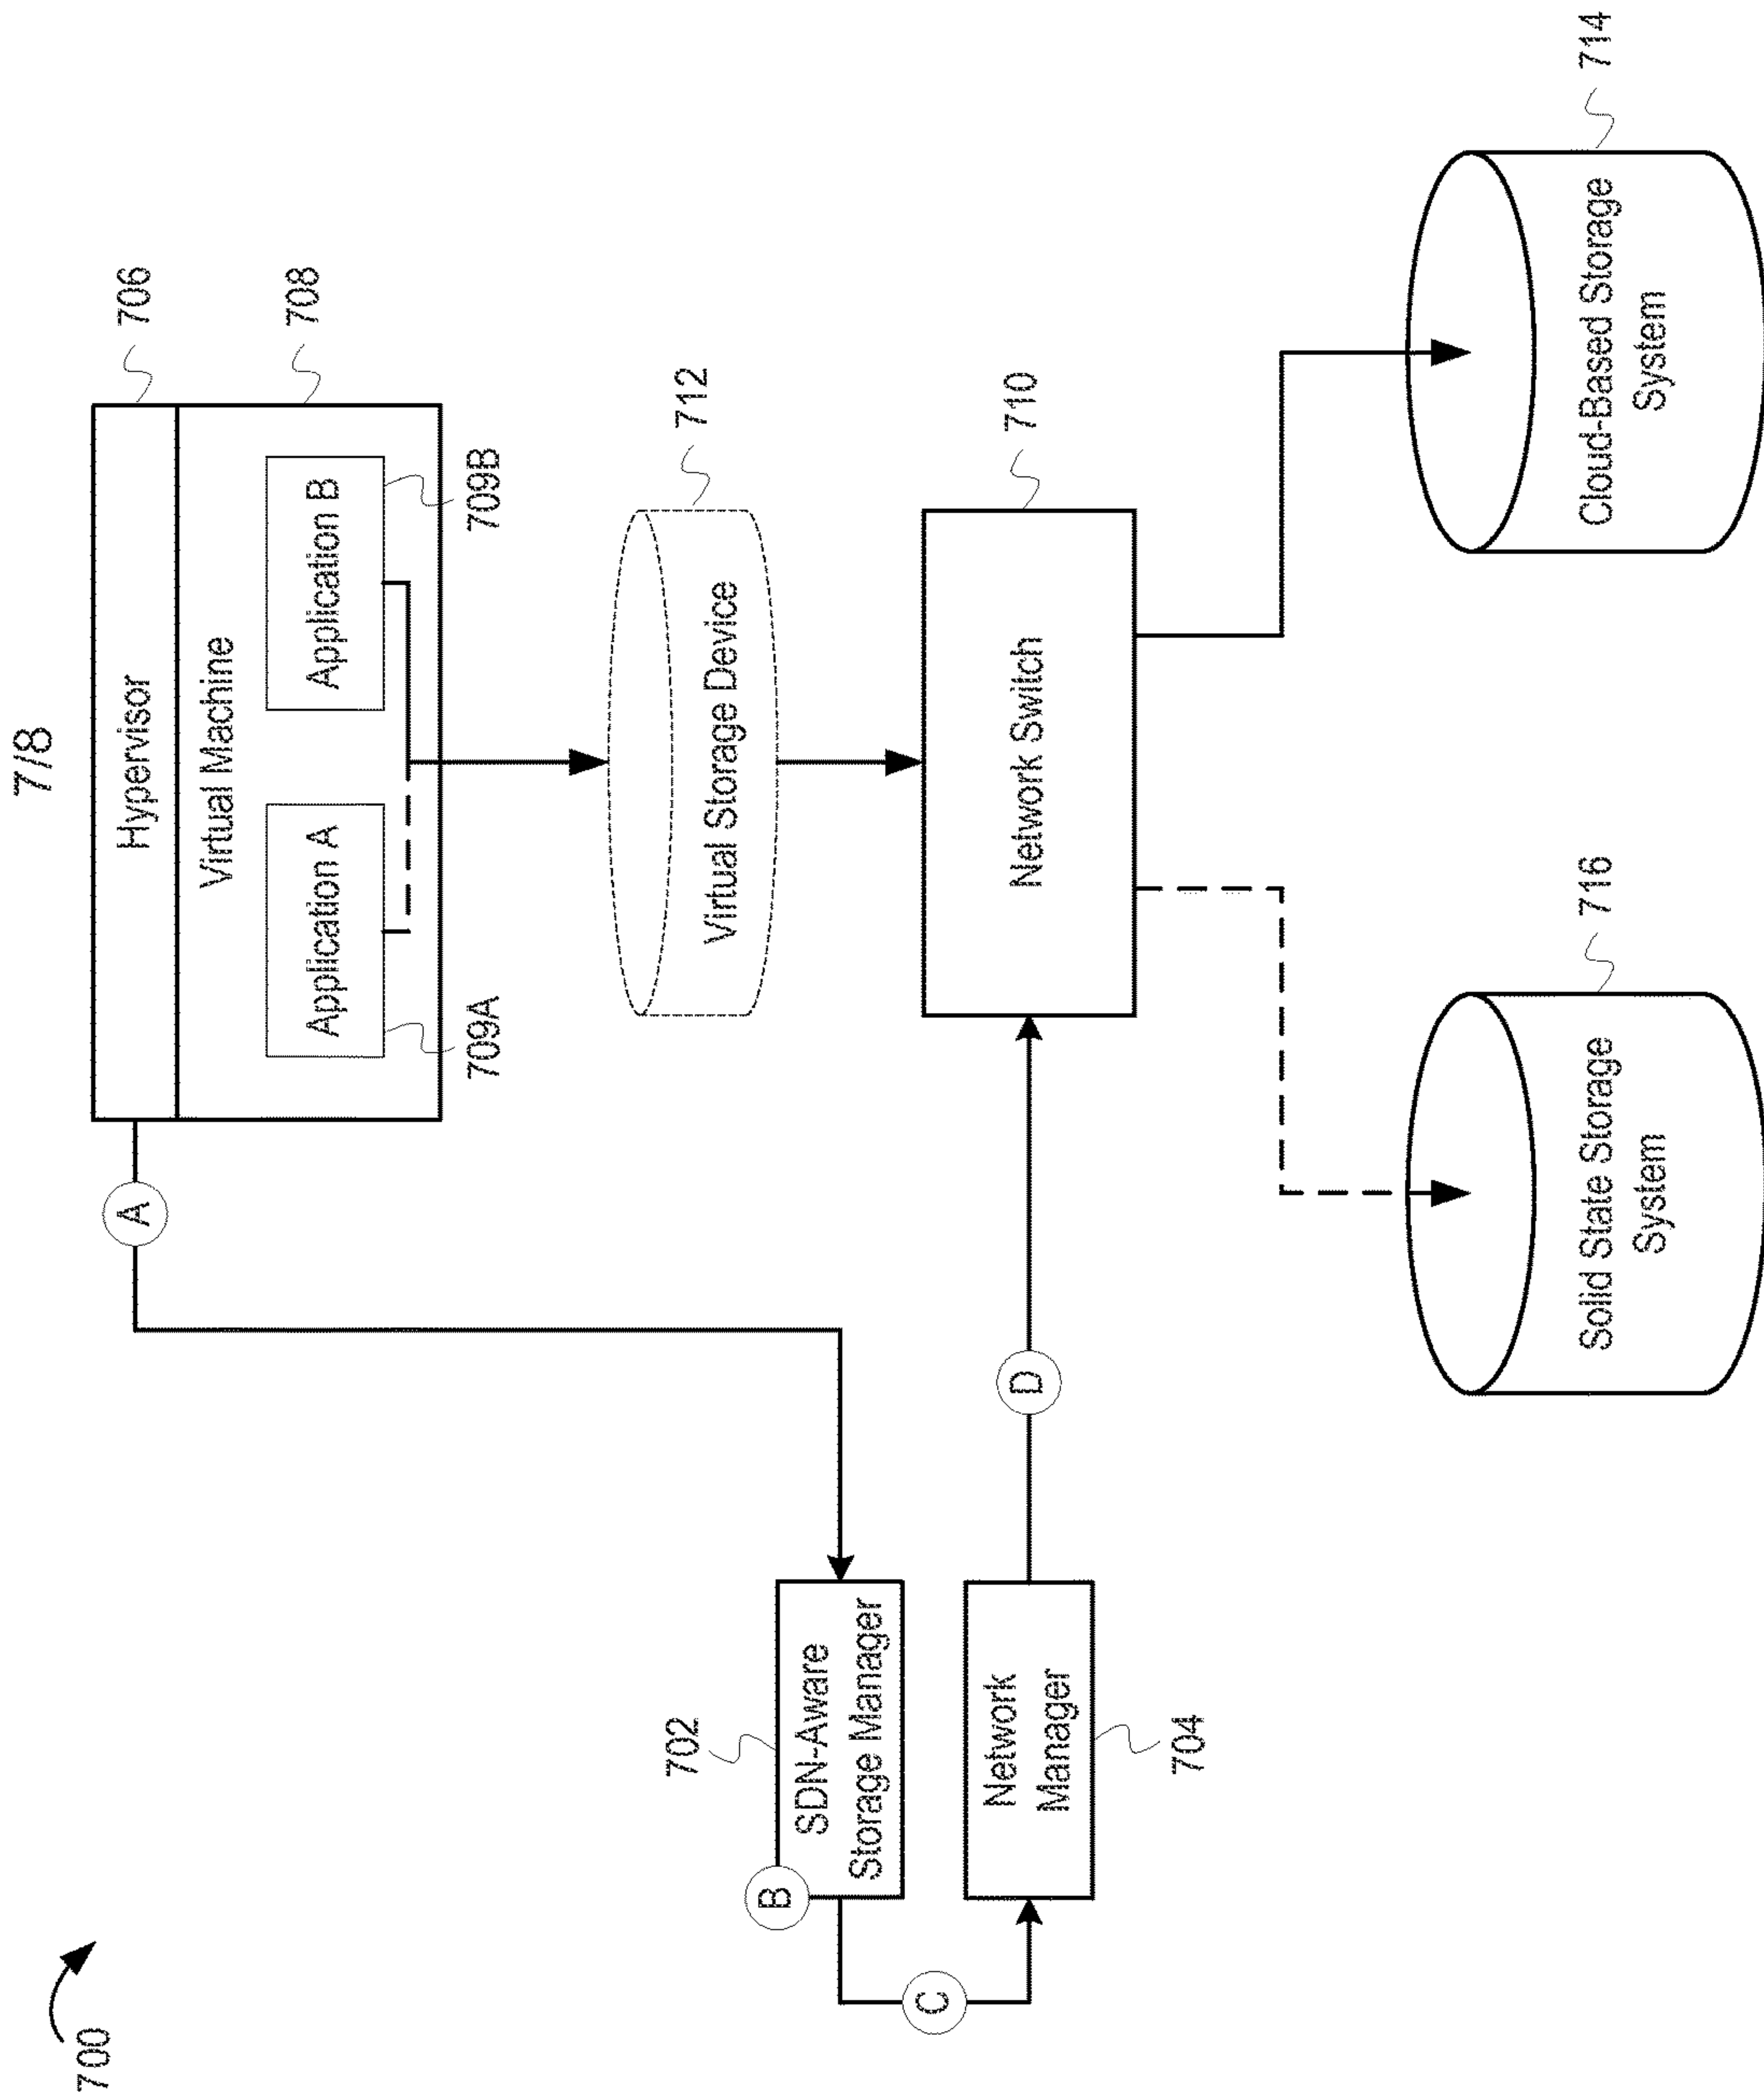 7/8
700
Hypervisor
706
Virtual Machine
708
Application A
Application B
709A
709B
A
Virtual Storage Device
712
702
SDN-Aware
Storage Manager
B
C
Network
Manager
704
D
Network Switch
710
Solid State Storage
System
716
Cloud-Based Storage
System
714